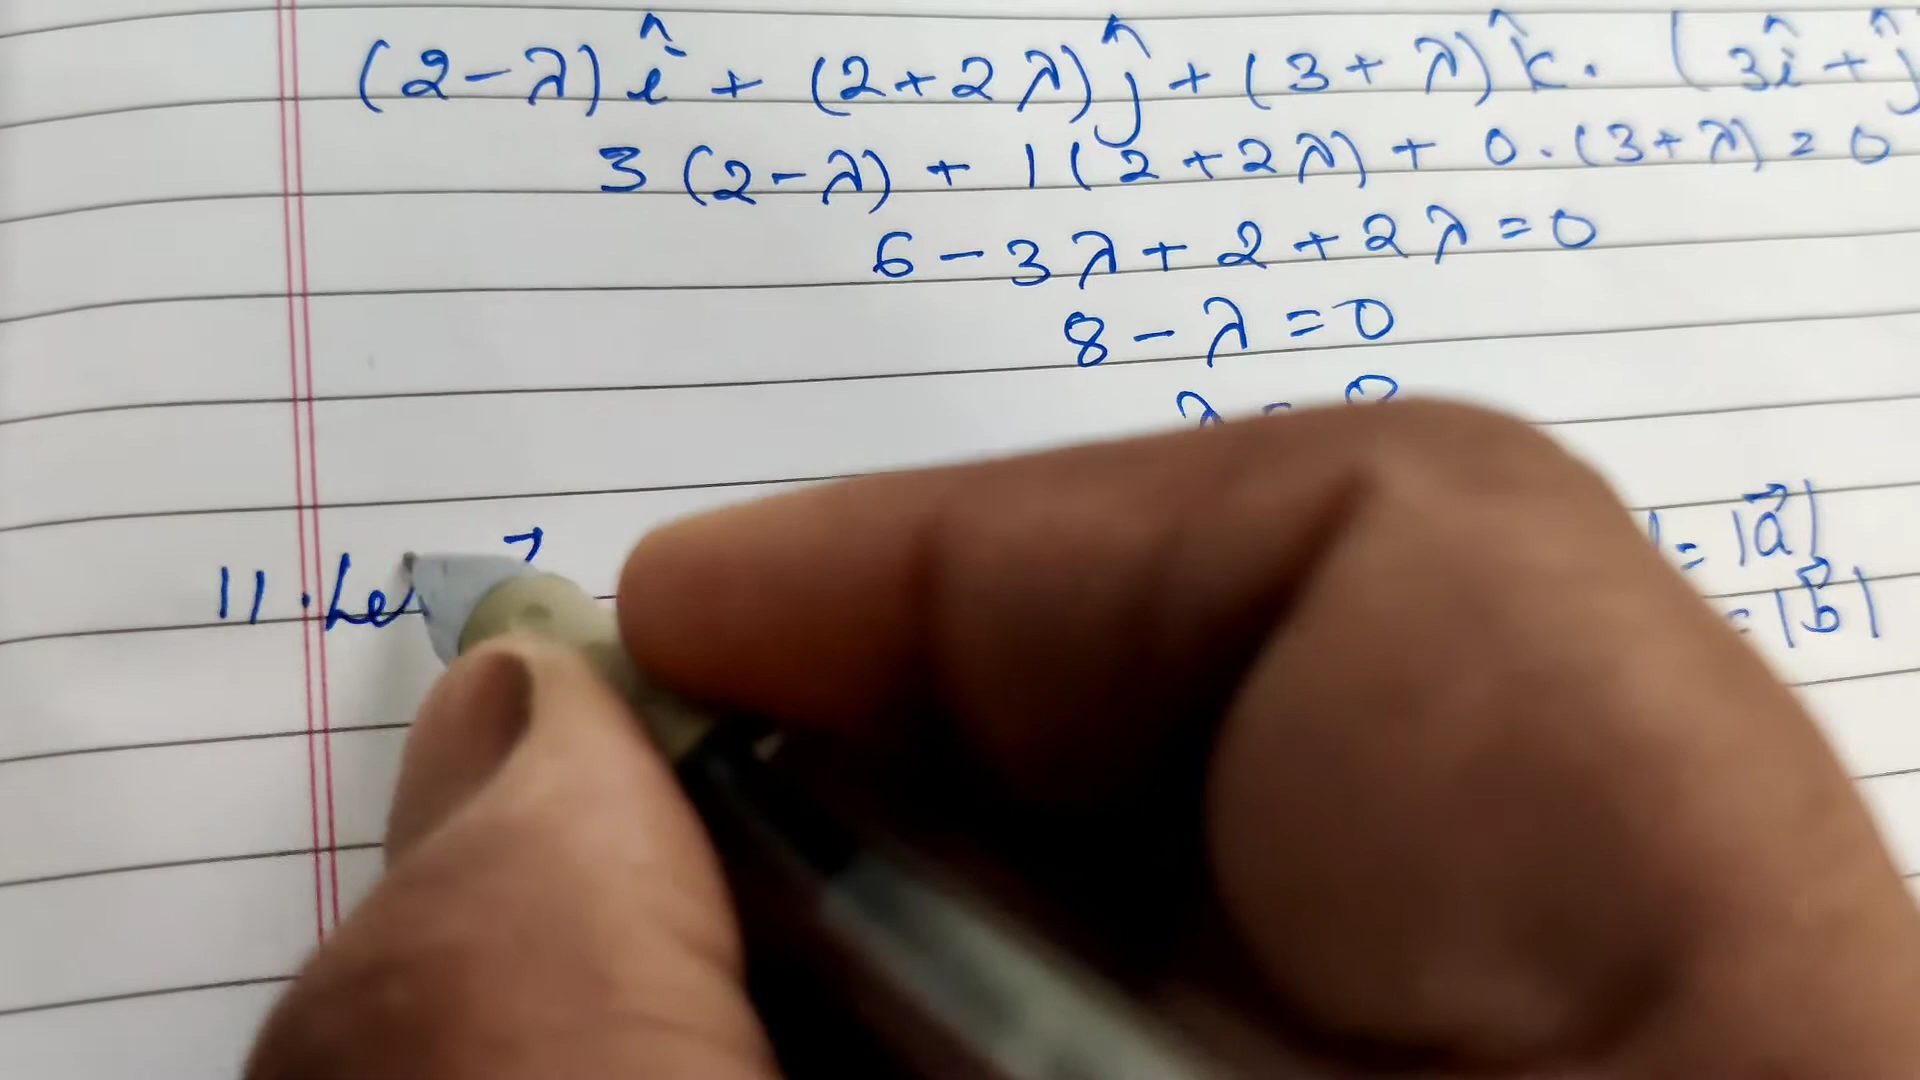 (2-λ)î + (2+2λ)ĵ + (3+λ)k̂. (3î + ĵ
3(2-λ) + 1(2+2λ) + 0.(3+λ) = 0
6 - 3λ + 2 + 2λ = 0
8 - λ = 0
λ =
= |a⃗|
11. Le
= |b⃗|